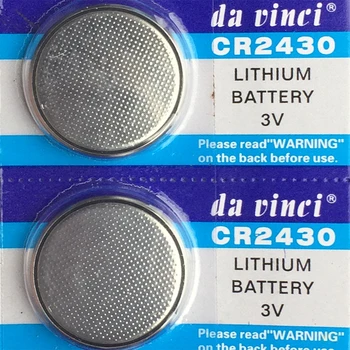 da vinci®
CR2430
LITHIUM
BATTERY
3V
Please read"WARNING"
on the back before use.
da vinci®
CR2430
LITHIUM
BATTERY
3V
Please read"WARNING"
on the back before use.